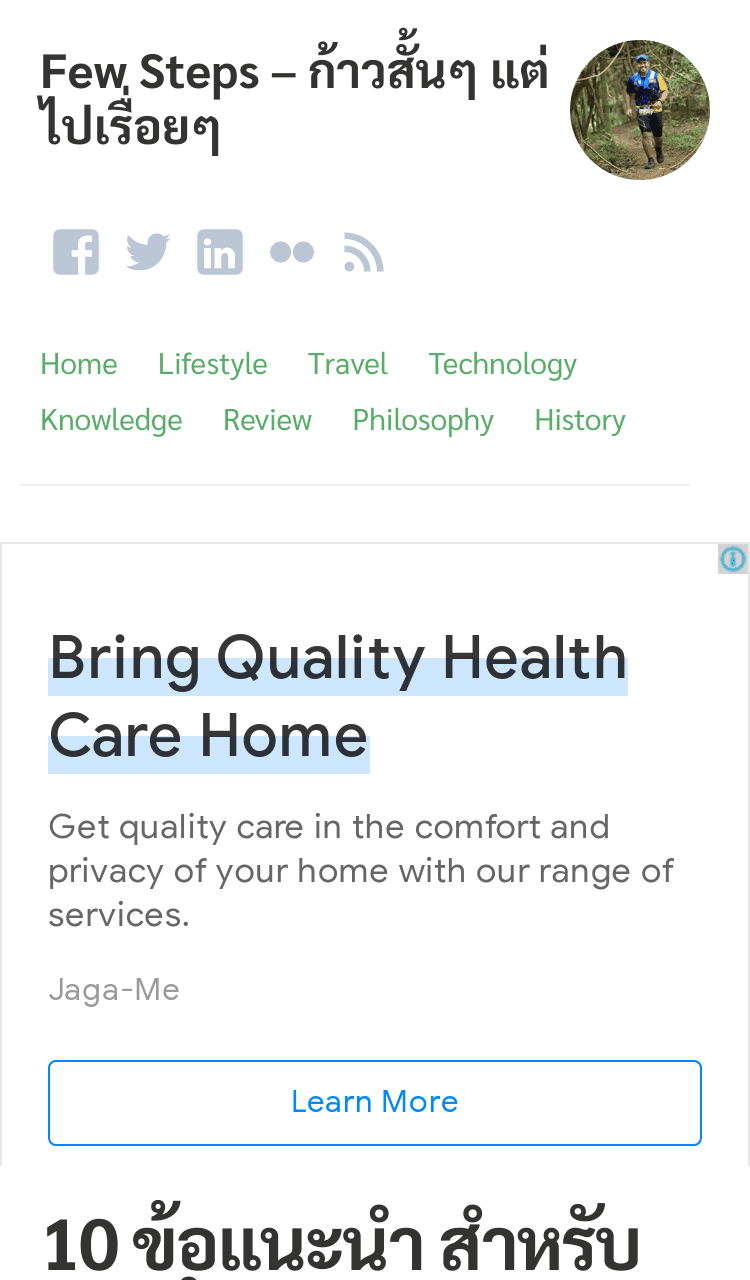 Few Steps – ก้าวสั้นๆ แต่
ไปเรื่อยๆ
Home Lifestyle Travel Technology
Knowledge Review Philosophy History
Bring Quality Health
Care Home
Get quality care in the comfort and
privacy of your home with our range of
services.
Jaga-Me
Learn More
10 ข้อแนะนำ สำหรับ